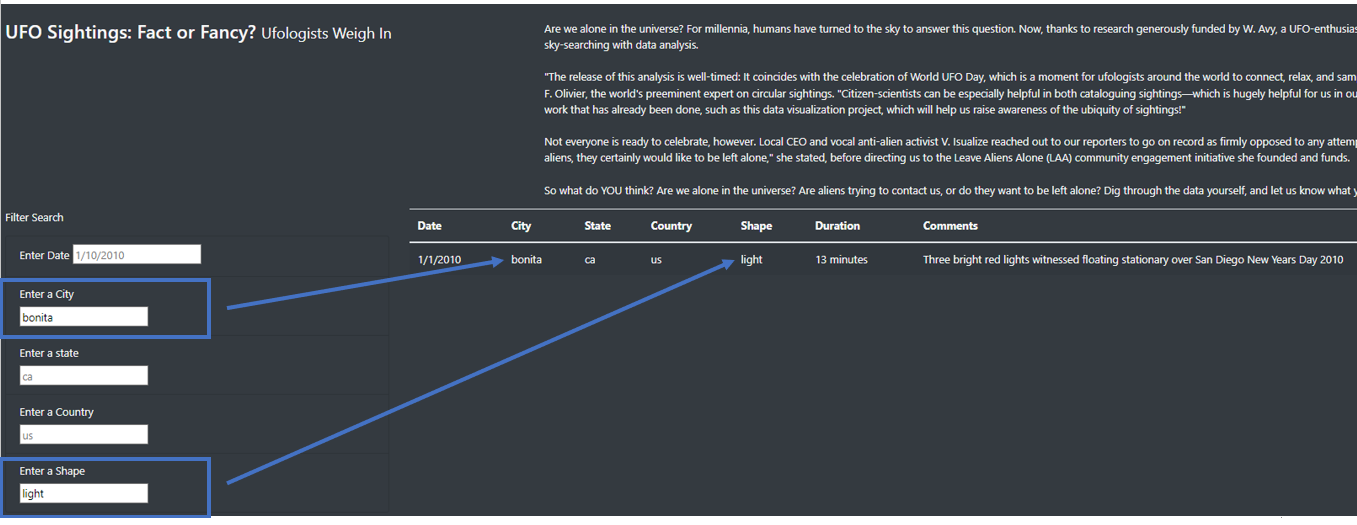 UFO Sightings: Fact or Fancy? Ufologists Weigh In
Are we alone in the universe? For millennia, humans have turned to the sky to answer this question. Now, thanks to research generously funded by W. Avy, a UFO-enthusias
sky-searching with data analysis.
"The release of this analysis is well-timed: It coincides with the celebration of World UFO Day, which is a moment for ufologists around the world to connect, relax, and sam
F. Olivier, the world's preeminent expert on circular sightings. "Citizen-scientists can be especially helpful in both cataloguing sightings—which is hugely helpful for us in ou
work that has already been done, such as this data visualization project, which will help us raise awareness of the ubiquity of sightings!"
Not everyone is ready to celebrate, however. Local CEO and vocal anti-alien activist V. Isualize reached out to our reporters to go on record as firmly opposed to any attemp
aliens, they certainly would like to be left alone," she stated, before directing us to the Leave Aliens Alone (LAA) community engagement initiative she founded and funds.
So what do YOU think? Are we alone in the universe? Are aliens trying to contact us, or do they want to be left alone? Dig through the data yourself, and let us know what y
Filter Search
Enter Date 1/10/2010
Enter a City
bonita
Enter a state
ca
Enter a Country
us
Enter a Shape
light
Date City State Country Shape Duration Comments
1/1/2010 bonita ca us light 13 minutes Three bright red lights witnessed floating stationary over San Diego New Years Day 2010